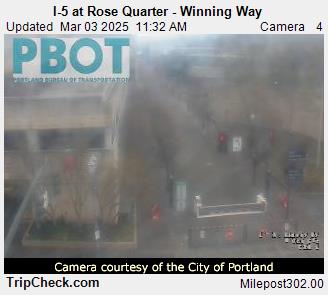 I-5 at Rose Quarter - Winning Way
Updated Mar 03 2025 11:32 AM Camera 4
PBOT
PORTLAND BUREAU OF TRANSPORTATION
Camera courtesy of the City of Portland
TripCheck.com Milepost302.00